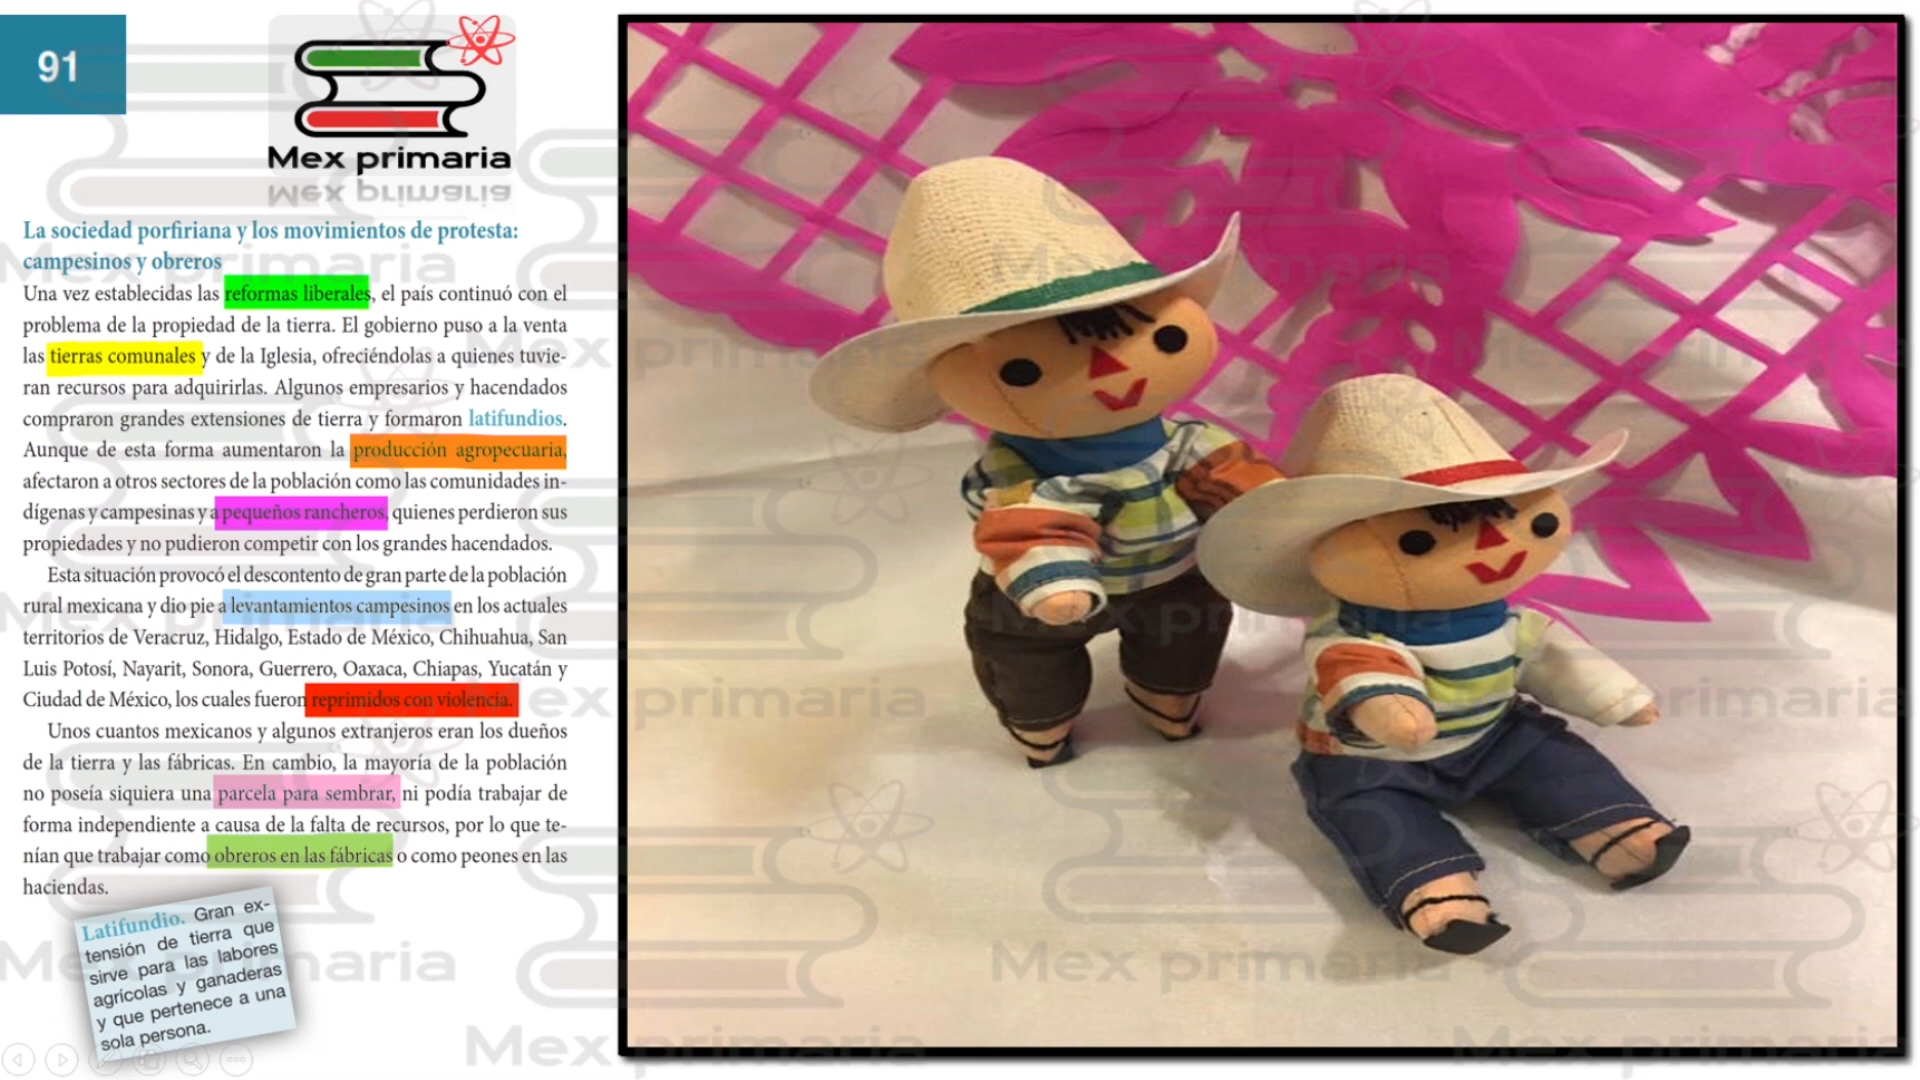 91
Mex primaria
La sociedad porfiriana y los movimientos de protesta:
campesinos y obreros
Una vez establecidas las reformas liberales, el país continuó con el
problema de la propiedad de la tierra. El gobierno puso a la venta
las tierras comunales y de la Iglesia, ofreciéndolas a quienes tuvie-
ran recursos para adquirirlas. Algunos empresarios y hacendados
compraron grandes extensiones de tierra y formaron latifundios.
Aunque de esta forma aumentaron la producción agropecuaria,
afectaron a otros sectores de la población como las comunidades in-
dígenas y campesinas y a pequeños rancheros, quienes perdieron sus
propiedades y no pudieron competir con los grandes hacendados.
Esta situación provocó el descontento de gran parte de la población
rural mexicana y dio pie a levantamientos campesinos en los actuales
territorios de Veracruz, Hidalgo, Estado de México, Chihuahua, San
Luis Potosí, Nayarit, Sonora, Guerrero, Oaxaca, Chiapas, Yucatán y
Ciudad de México, los cuales fueron reprimidos con violencia.
Unos cuantos mexicanos y algunos extranjeros eran los dueños
de la tierra y las fábricas. En cambio, la mayoría de la población
no poseía siquiera una parcela para sembrar, ni podía trabajar de
forma independiente a causa de la falta de recursos, por lo que te-
nían que trabajar como obreros en las fábricas o como peones en las
haciendas.
Latifundio. Gran ex-
tensión de tierra que
sirve para las labores
agrícolas y ganaderas
y que pertenece a una
sola persona.